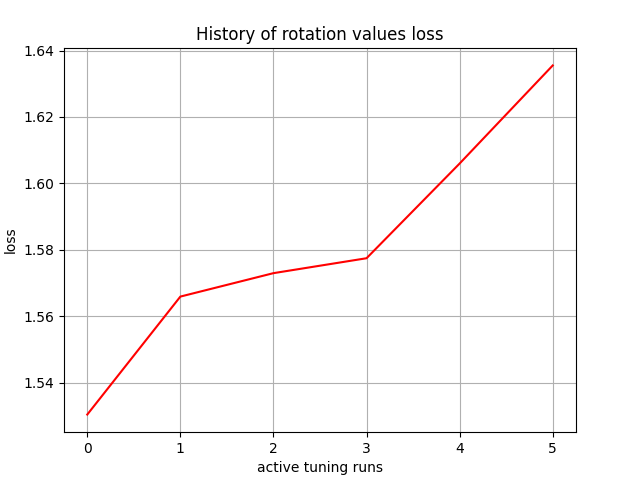 History of rotation values loss
1.64
1.62
1.60
1.58
1.56
1.54
loss
0 1 2 3 4 5
active tuning runs